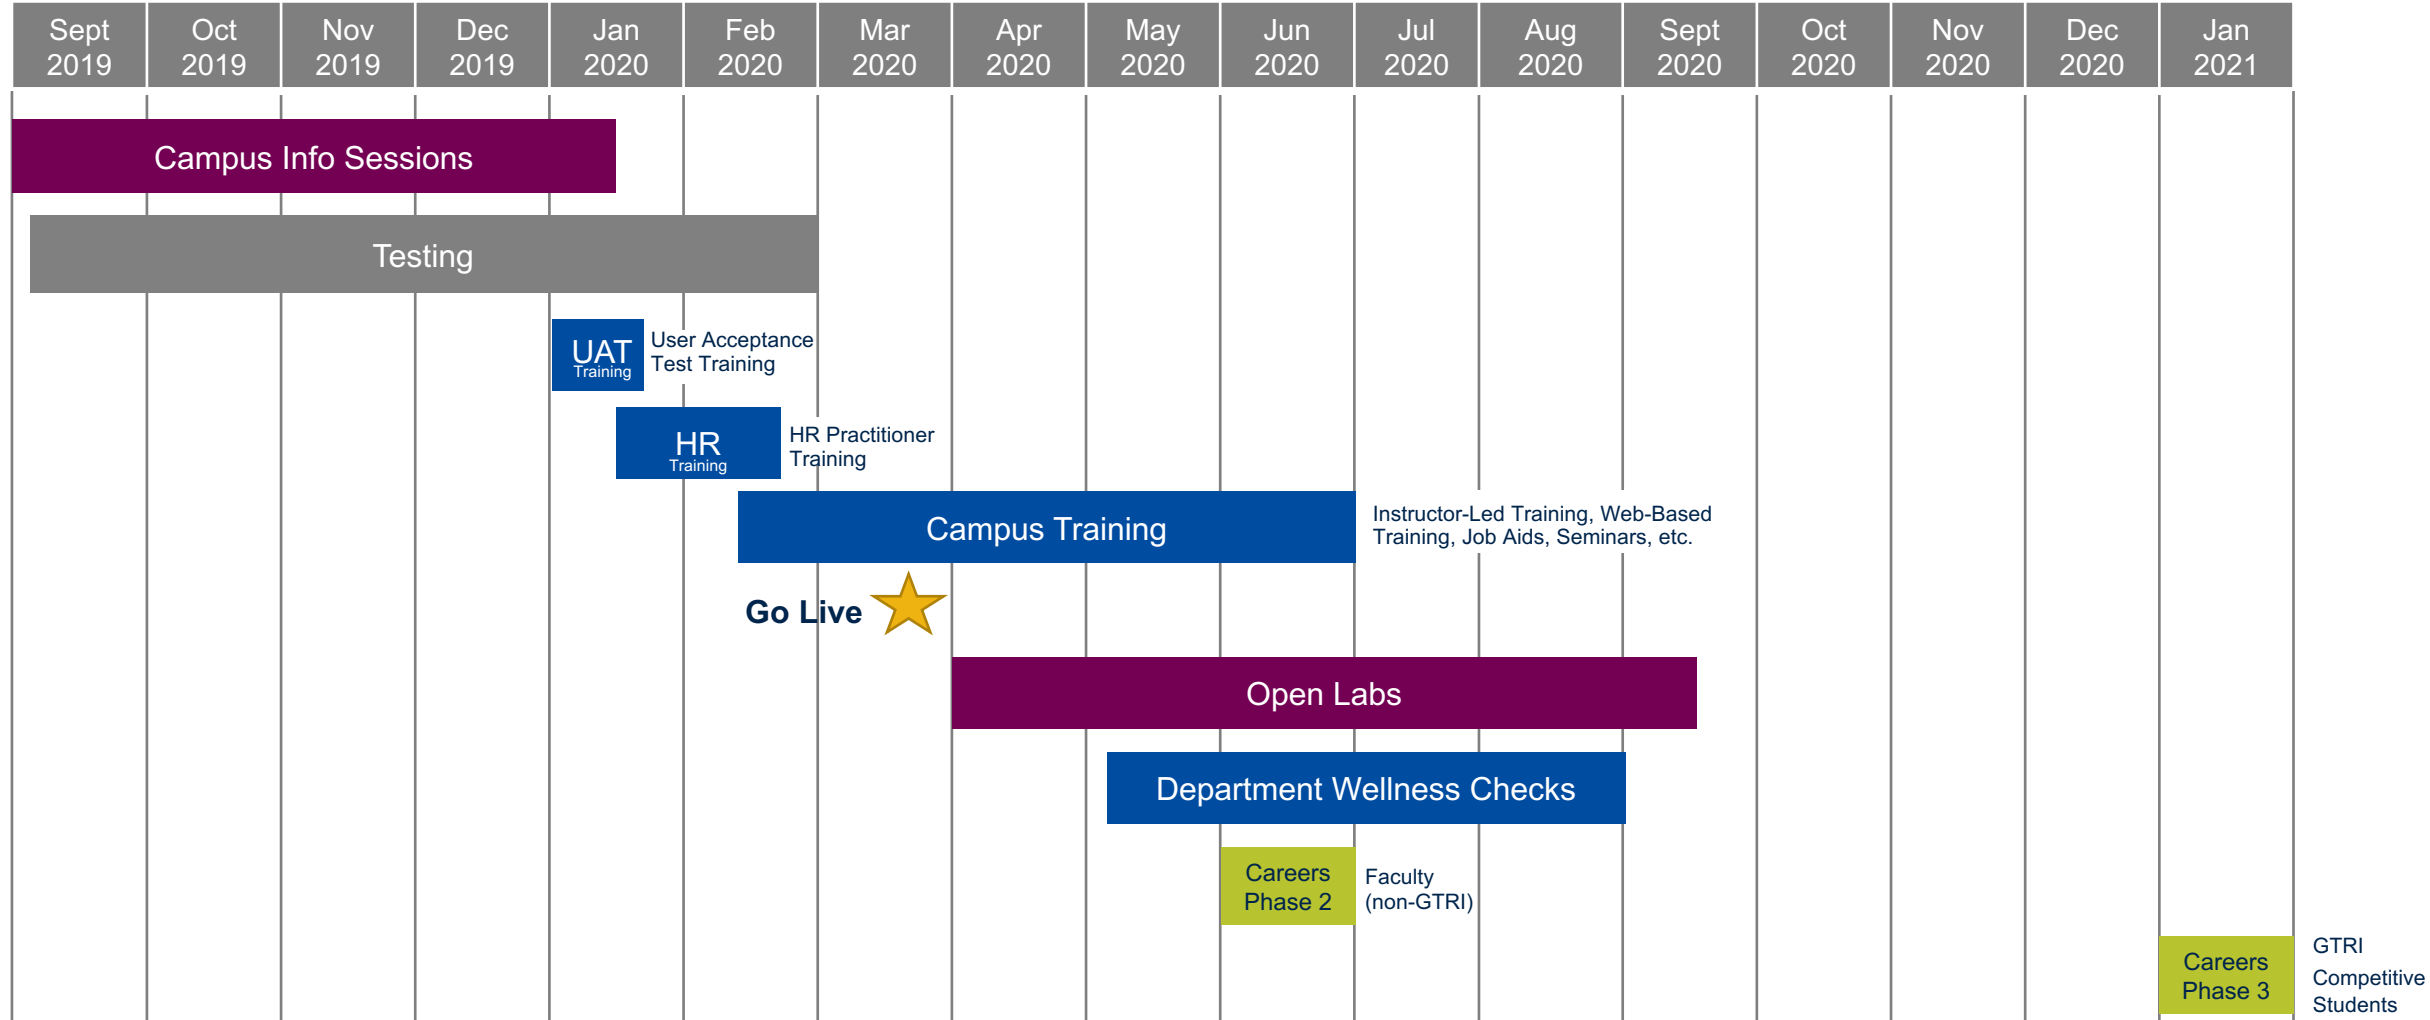 Sept Oct Nov Dec Jan Feb Mar Apr May Jun Jul Aug Sept Oct Nov Dec Jan
2019 2019 2019 2019 2020 2020 2020 2020 2020 2020 2020 2020 2020 2020 2020 2020 2021
Campus Info Sessions
Testing
UAT
Training
User Acceptance
Test Training
HR
Training
HR Practitioner
Training
Campus Training
Instructor-Led Training, Web-Based
Training, Job Aids, Seminars, etc.
Go Live
Open Labs
Department Wellness Checks
Careers
Phase 2
Faculty
(non-GTRI)
Careers
Phase 3
GTRI
Competitive
Students